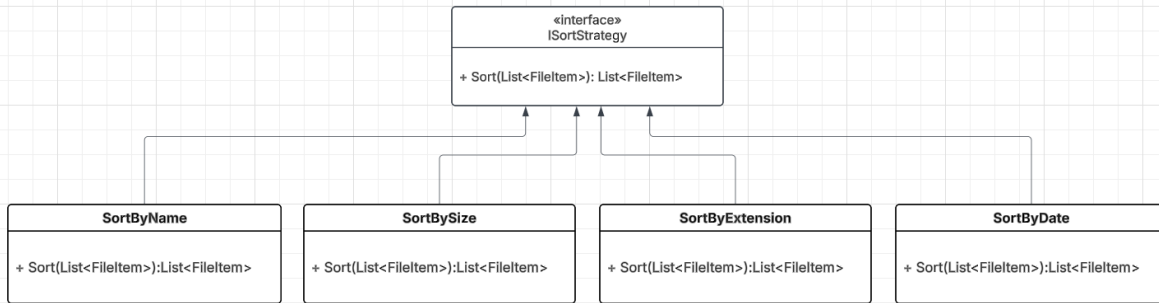 «interface»
ISortStrategy
+ Sort(List<FileItem>): List<FileItem>
SortByName
+ Sort(List<FileItem>):List<FileItem>
SortBySize
+ Sort(List<FileItem>):List<FileItem>
SortByExtension
+ Sort(List<FileItem>):List<FileItem>
SortByDate
+ Sort(List<FileItem>):List<FileItem>